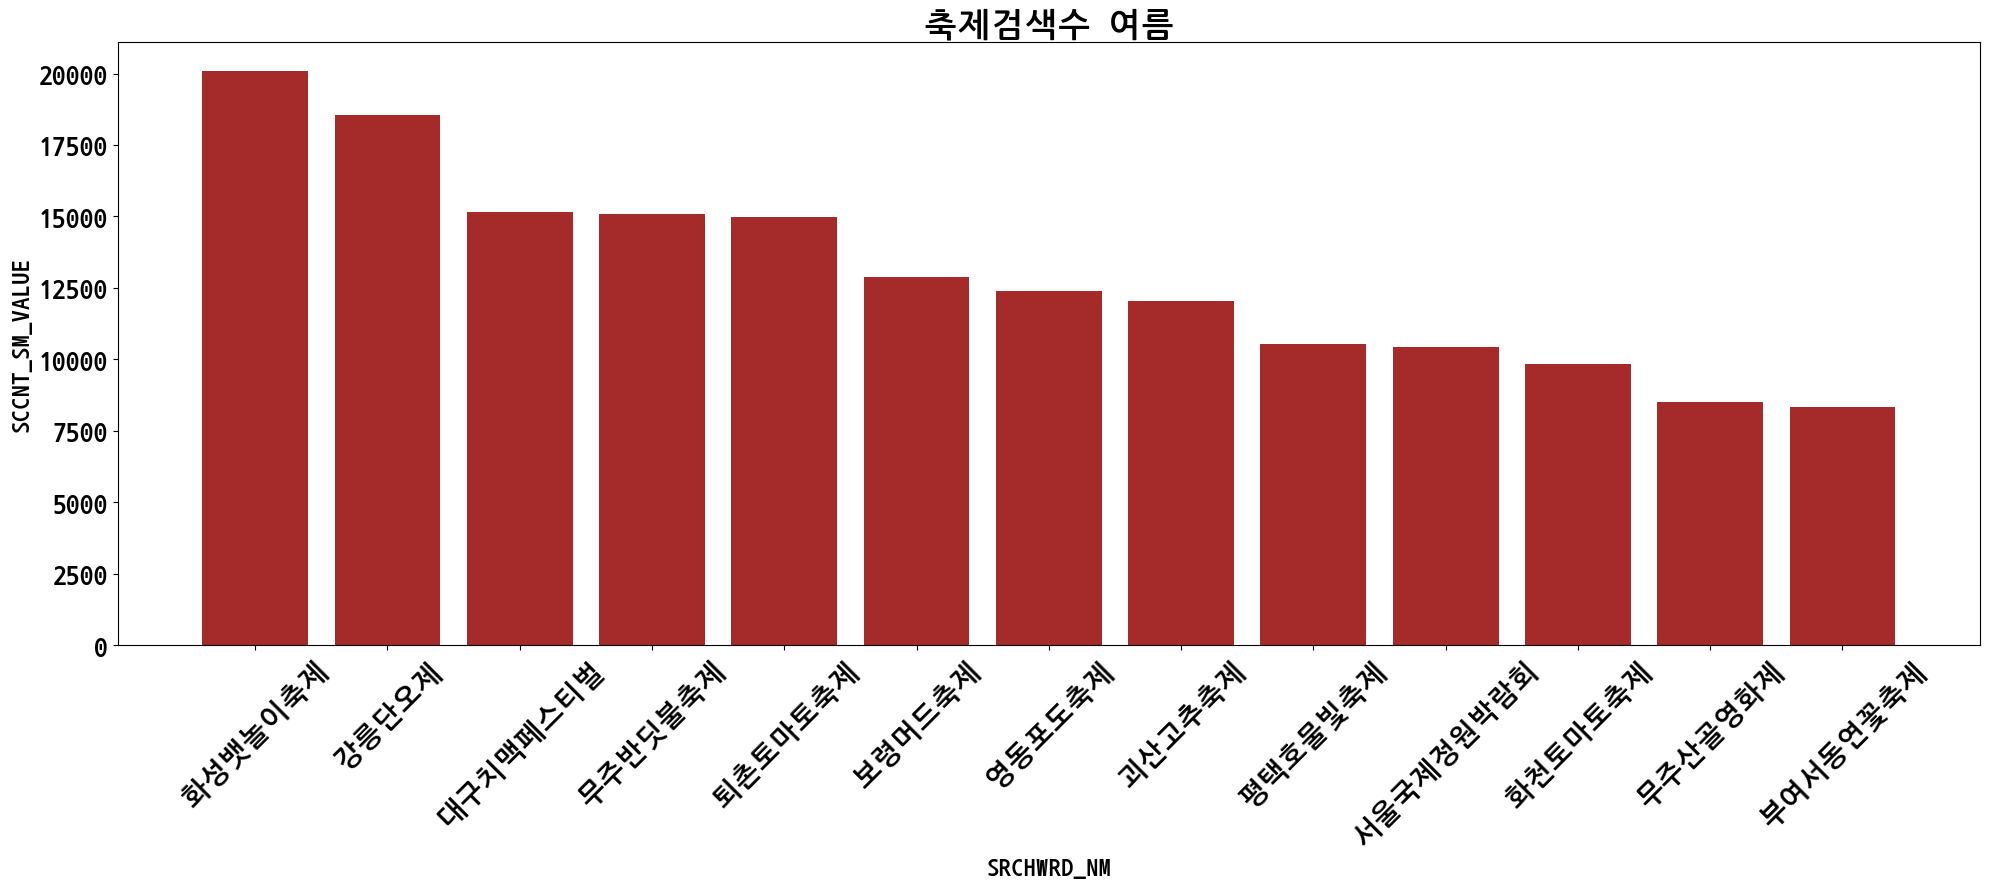 축제검색수 여름
SCCNT_SM_VALUE
20000
17500
15000
12500
10000
7500
5000
2500
0
화성뱃놀이축제
강릉단오제
대구치맥페스티벌
무주반딧불축제
퇴촌토마토축제
보령머드축제
영동포도축제
괴산고추축제
평택호물빛축제
서울국제정원박람회
화천토마토축제
무주산골영화제
부여서동연꽃축제
SRCHWRD_NM